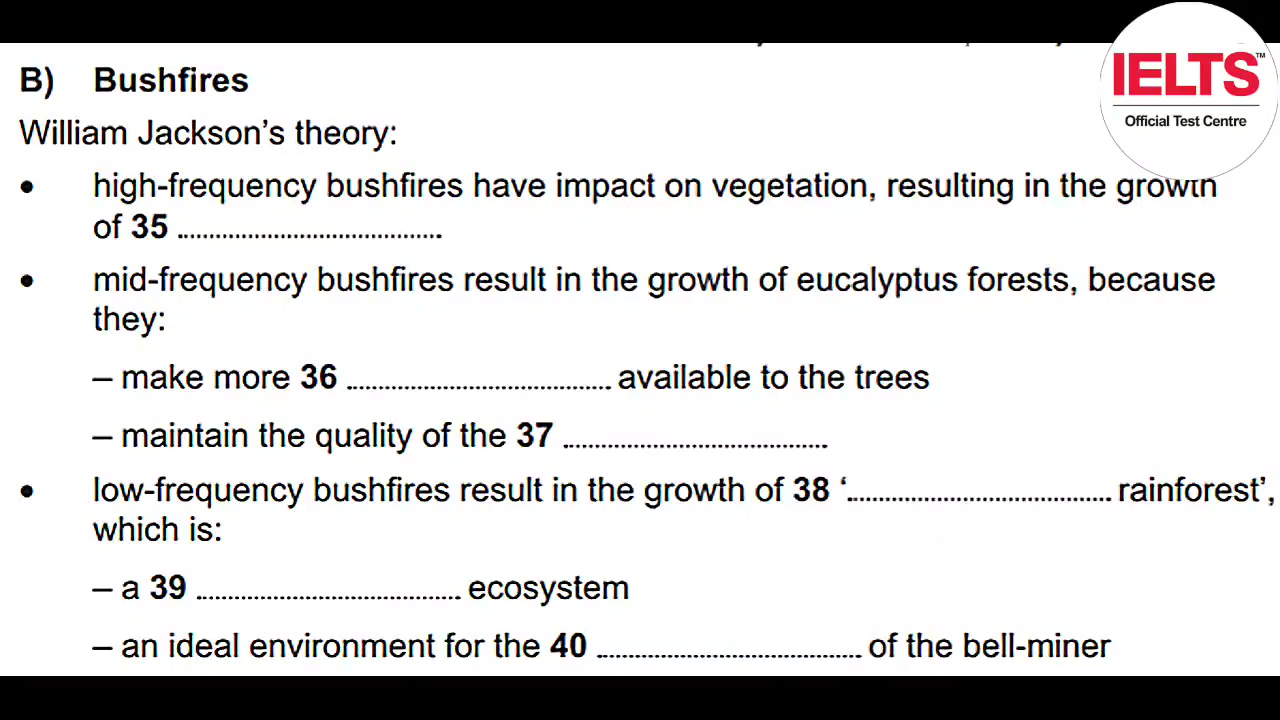 IELTS™
Official Test Centre
B) Bushfires
William Jackson's theory:
• high-frequency bushfires have impact on vegetation, resulting in the growth
of 35 ....................................
• mid-frequency bushfires result in the growth of eucalyptus forests, because
they:
– make more 36 .................................... available to the trees
– maintain the quality of the 37 ....................................
• low-frequency bushfires result in the growth of 38 '.................................... rainforest',
which is:
– a 39 .................................... ecosystem
– an ideal environment for the 40 .................................... of the bell-miner